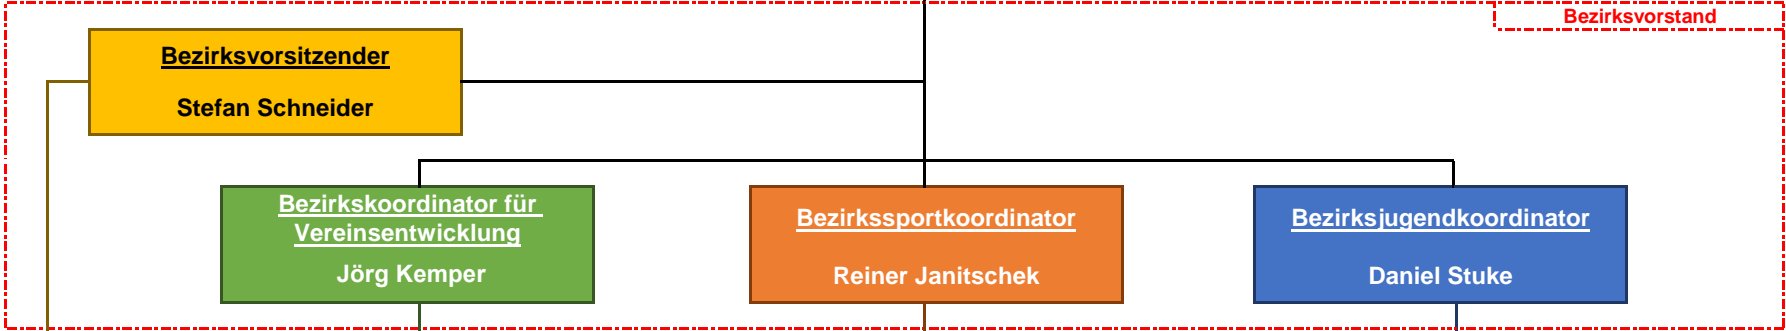 Bezirksvorstand
Bezirksvorsitzender
Stefan Schneider
Bezirkskoordinator für
Vereinsentwicklung
Jörg Kemper
Bezirkssportkoordinator
Reiner Janitschek
Bezirksjugendkoordinator
Daniel Stuke